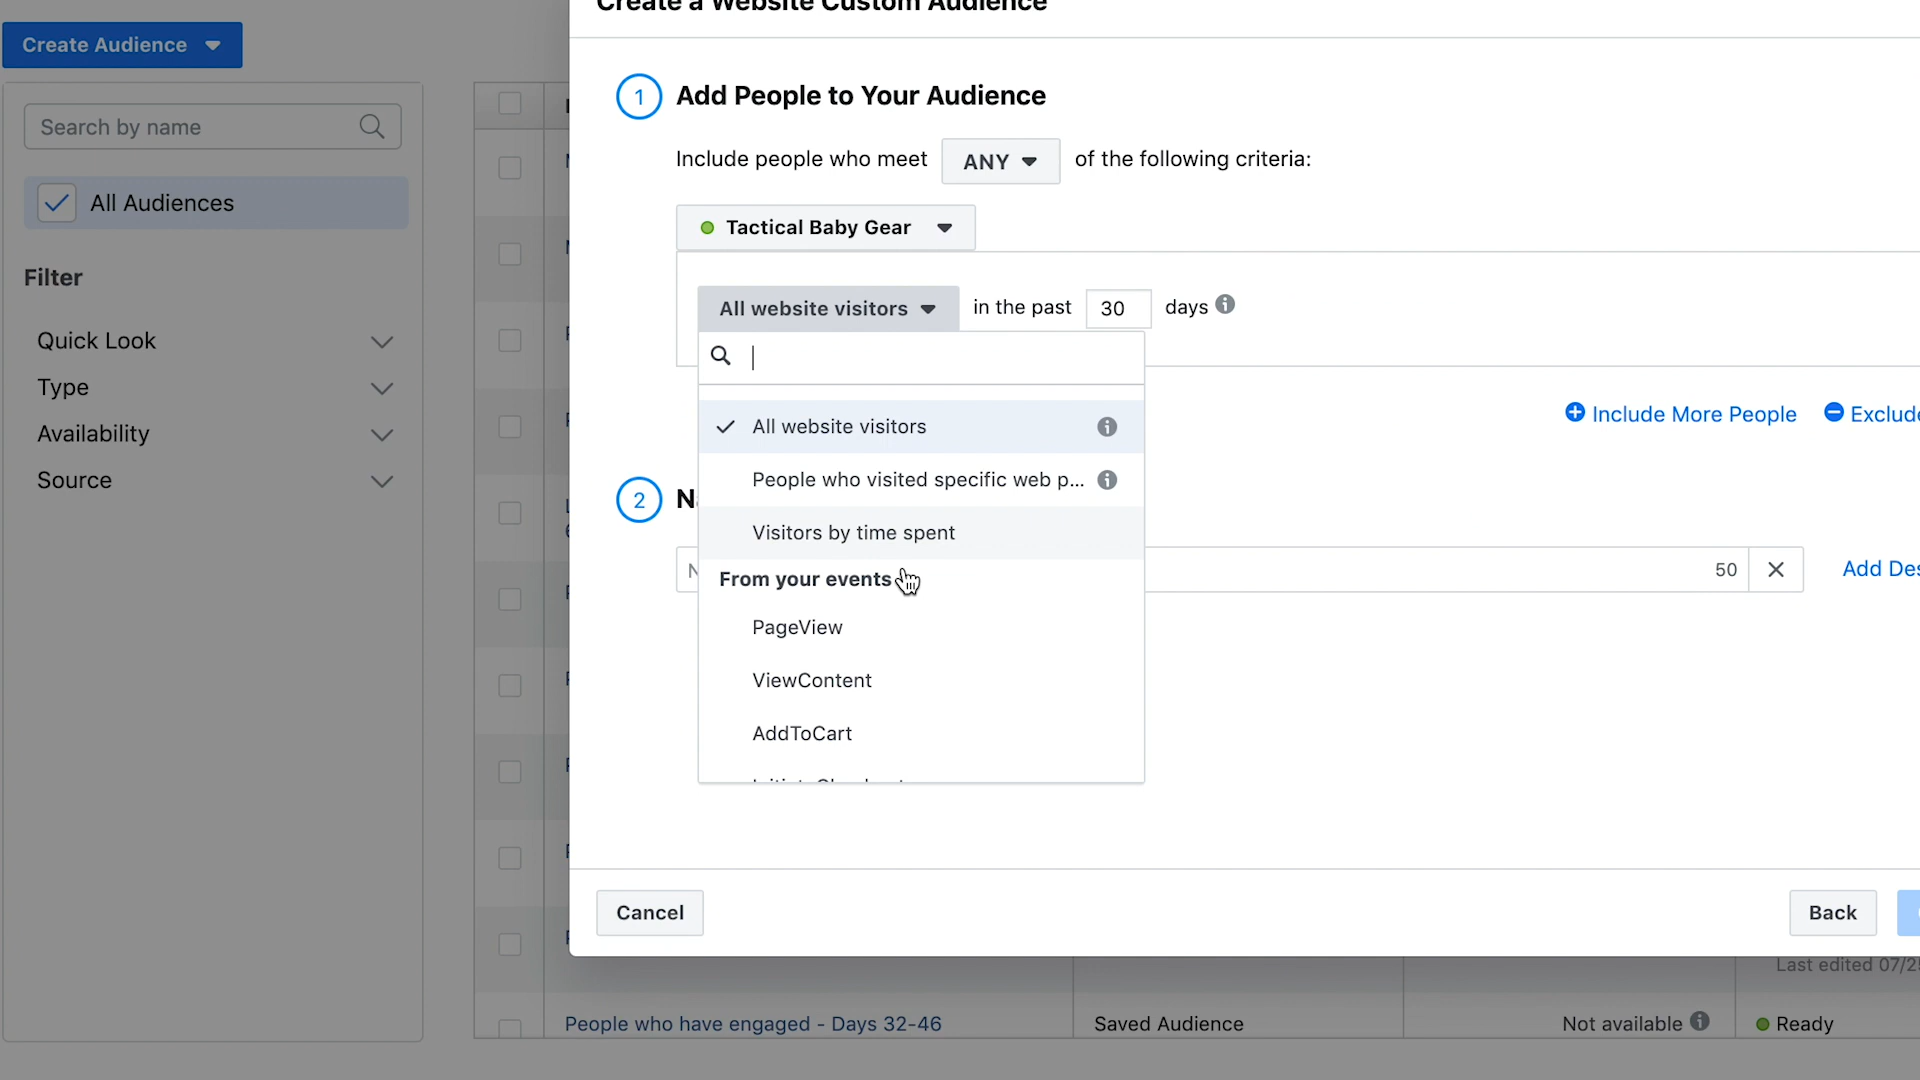 Create a Website Custom Audience
Create Audience
Search by name
All Audiences
Filter
Quick Look
Type
Availability
Source
1 Add People to Your Audience
Include people who meet ANY of the following criteria:
Tactical Baby Gear
All website visitors in the past 30 days
All website visitors
People who visited specific web p...
Visitors by time spent
From your events
PageView
ViewContent
AddToCart
Include More People
2
50
Add
Cancel
Back
Last edited
People who have engaged - Days 32-46
Saved Audience
Not available
Ready